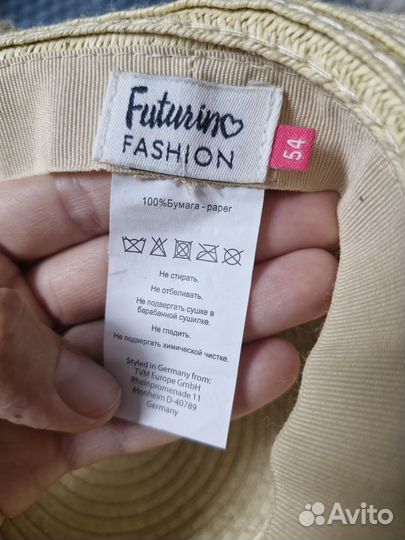 Futurino
FASHION
54
100%Бумага - paper
Не стирать.
Не отбеливать.
Не подвергать сушке в
барабанной сушилке.
Не гладить.
Не подвергать химической чистке.
Styled in Germany from:
TVM Europe GmbH
Rheinpromenade 11
Monheim D-40789
Germany
Avito